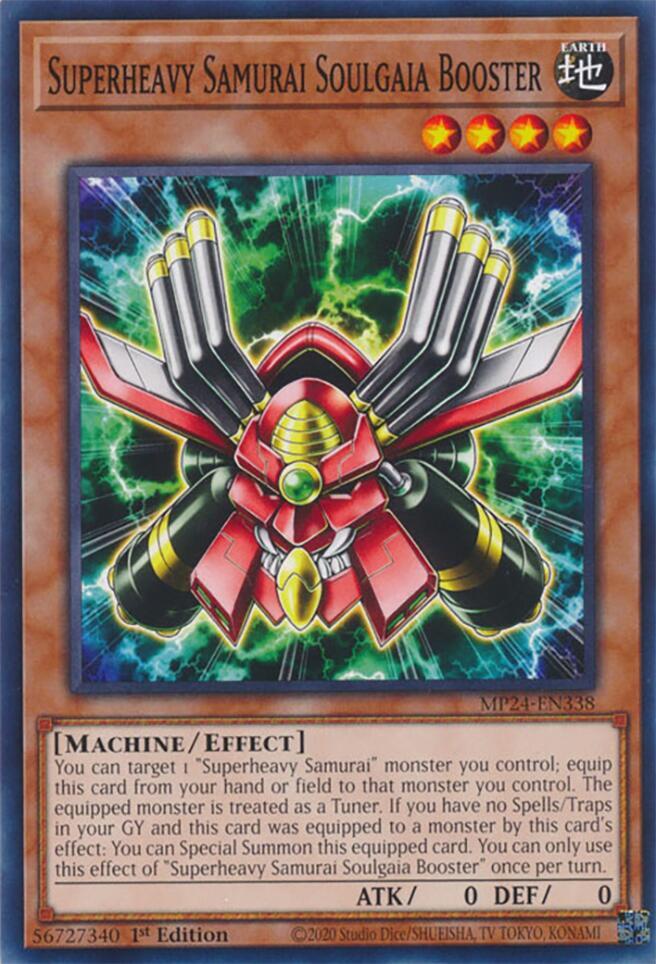 SUPERHEAVY SAMURAI SOULGAIA BOOSTER
EARTH
地
MP24-EN338
[MACHINE/EFFECT]
You can target 1 "Superheavy Samurai" monster you control; equip
this card from your hand or field to that monster you control. The
equipped monster is treated as a Tuner. If you have no Spells/Traps
in your GY and this card was equipped to a monster by this card's
effect: You can Special Summon this equipped card. You can only use
this effect of "Superheavy Samurai Soulgaia Booster" once per turn.
ATK/ 0 DEF/ 0
56727340 1st Edition ©2020 Studio Dice/SHUEISHA, TV TOKYO, KONAMI